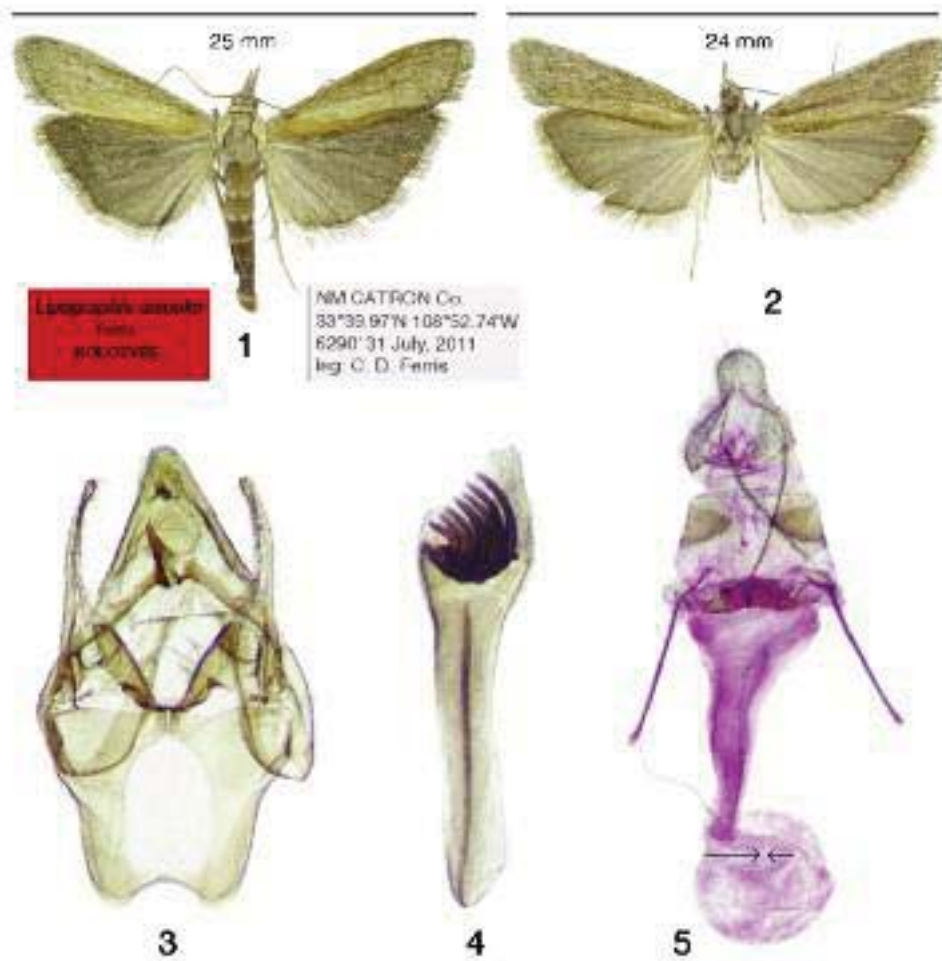 25 mm
24 mm
Ferris
HOLOTYPE
1
NM CATRON Co.
33°39.97'N 108°52.74'W
6290' 31 July, 2011
leg. C. D. Ferris
2
3
4
5